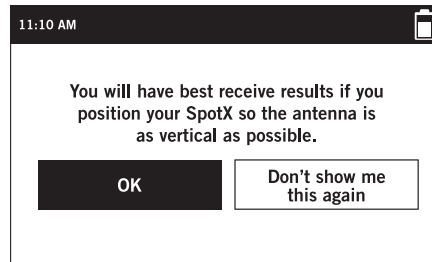 11:10 AM
You will have best receive results if you
position your SpotX so the antenna is
as vertical as possible.
OK
Don't show me
this again